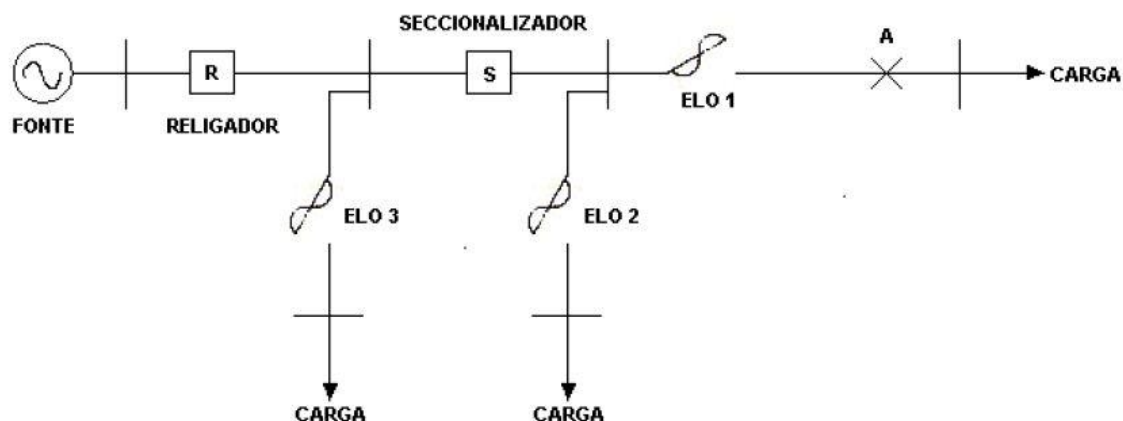 SECCIONALIZADOR
A
R
S
ELO 1
CARGA
FONTE
RELIGADOR
ELO 3
ELO 2
CARGA
CARGA